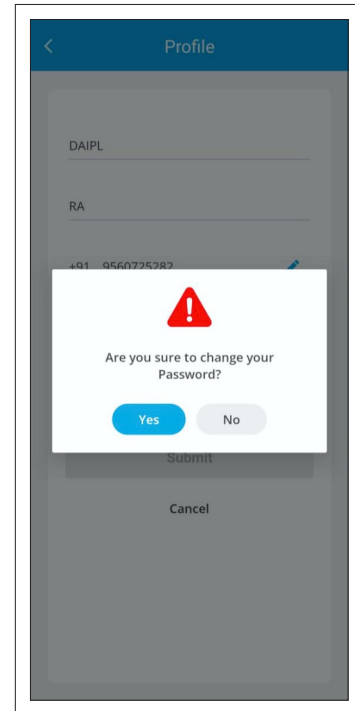 Profile
DAIPL
RA
+91 9560725282
Are you sure to change your
Password?
Yes No
Submit
Cancel